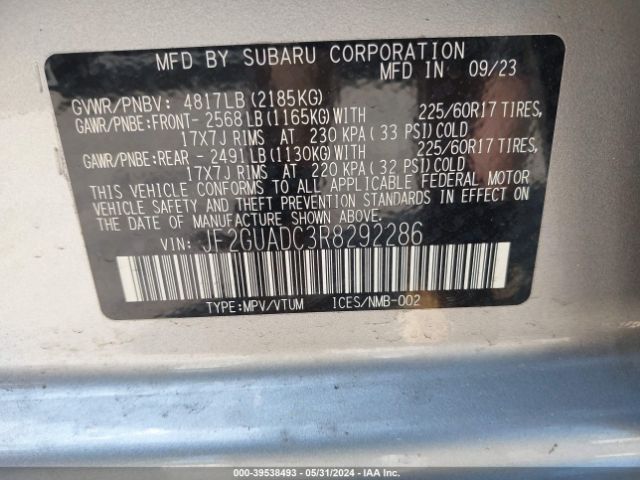 MFD BY SUBARU CORPORATION
MFD IN 09/23
GVWR/PNBV: 4817LB(2185KG)
GAWR/PNBE:FRONT-2568LB(1165KG)WITH 225/60R17 TIRES,
17X7J RIMS AT 230 KPA(33 PSI)COLD
GAWR/PNBE:REAR -2491LB(1130KG)WITH 225/60R17 TIRES,
17X7J RIMS AT 220 KPA(32 PSI)COLD
THIS VEHICLE CONFORMS TO ALL APPLICABLE FEDERAL MOTOR
VEHICLE SAFETY AND THEFT PREVENTION STANDARDS IN EFFECT ON
THE DATE OF MANUFACTURE SHOWN ABOVE.
VIN: JF2GUADC3R8292286
TYPE:MPV/VTUM ICES/NMB-002
000-39538493 - 05/31/2024 - IAAI.COM